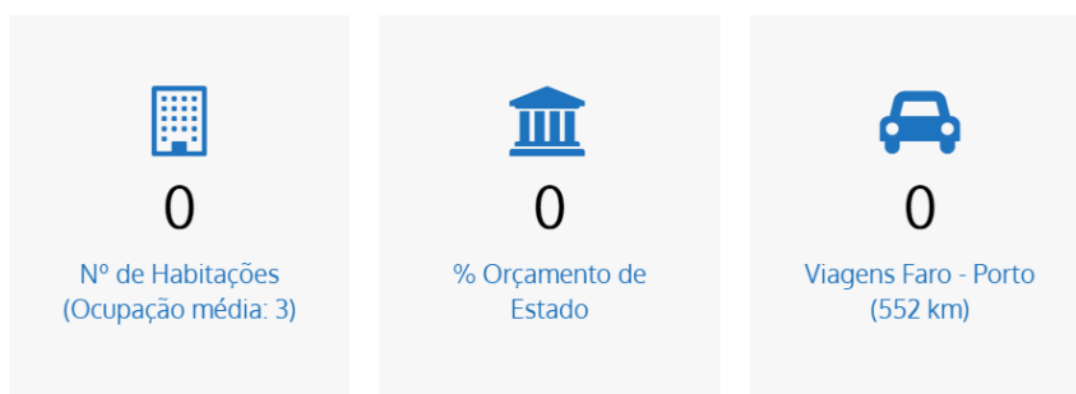 0
Nº de Habitações
(Ocupação média: 3)
0
% Orçamento de
Estado
0
Viagens Faro - Porto
(552 km)